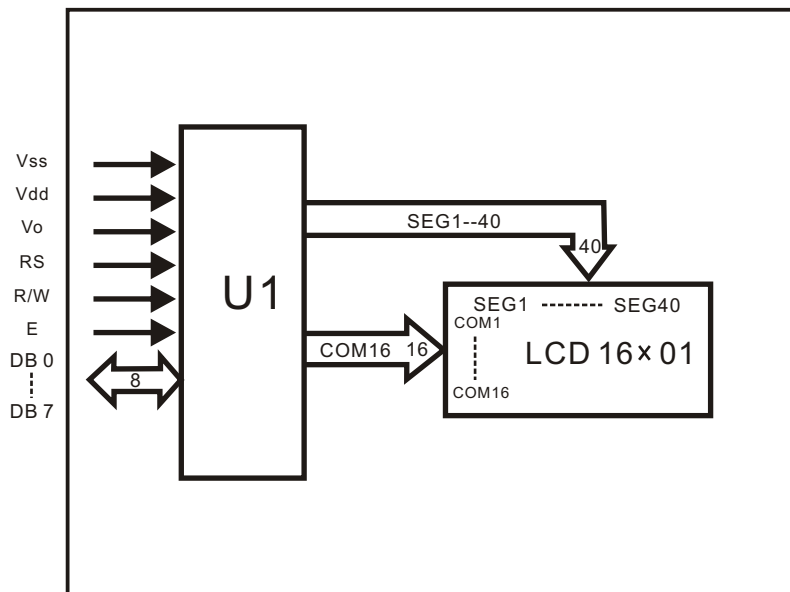 Vss
Vdd
Vo
RS
R/W
E
DB 0
DB 7
8
U1
SEG1--40
40
COM16 16
SEG1 SEG40
COM1
LCD 16×01
COM16